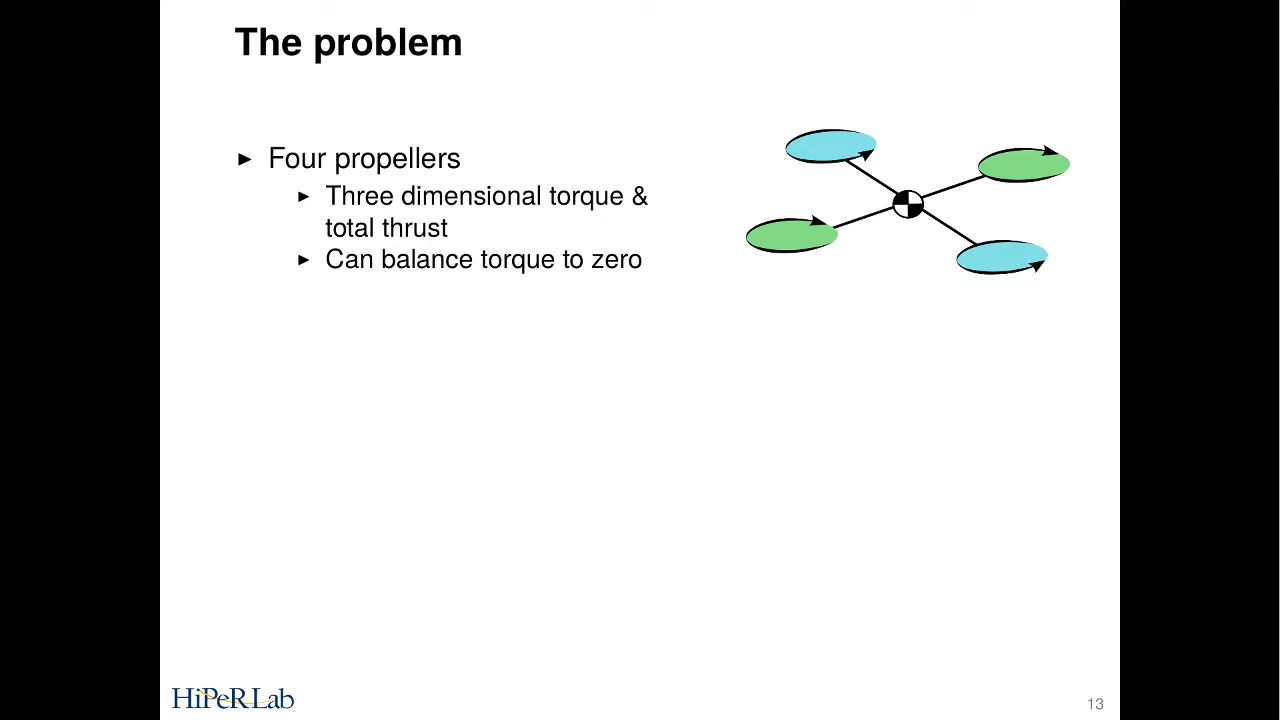 The problem
► Four propellers
► Three dimensional torque &
total thrust
► Can balance torque to zero
HiPeRLab
13